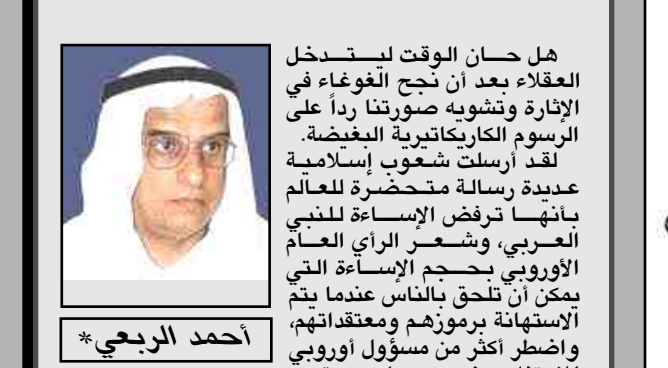 هل حان الوقت ليتدخل
العقلاء بعد أن نجح الغوغاء في
الإثارة وتشويه صورتنا رداً على
الرسوم الكاريكاتيرية البغيضة.
لقد أرسلت شعوب إسلامية
عديدة رسالة متحضرة للعالم
بأنها ترفض الإساءة للنبي
العربي، وشعر الرأي العام
الأوروبي بحجم الإساءة التي
يمكن أن تلحق بالناس عندما يتم
الاستهانة برموزهم ومعتقداتهم،
واضطر أكثر من مسؤول أوروبي
أحمد الربعي*